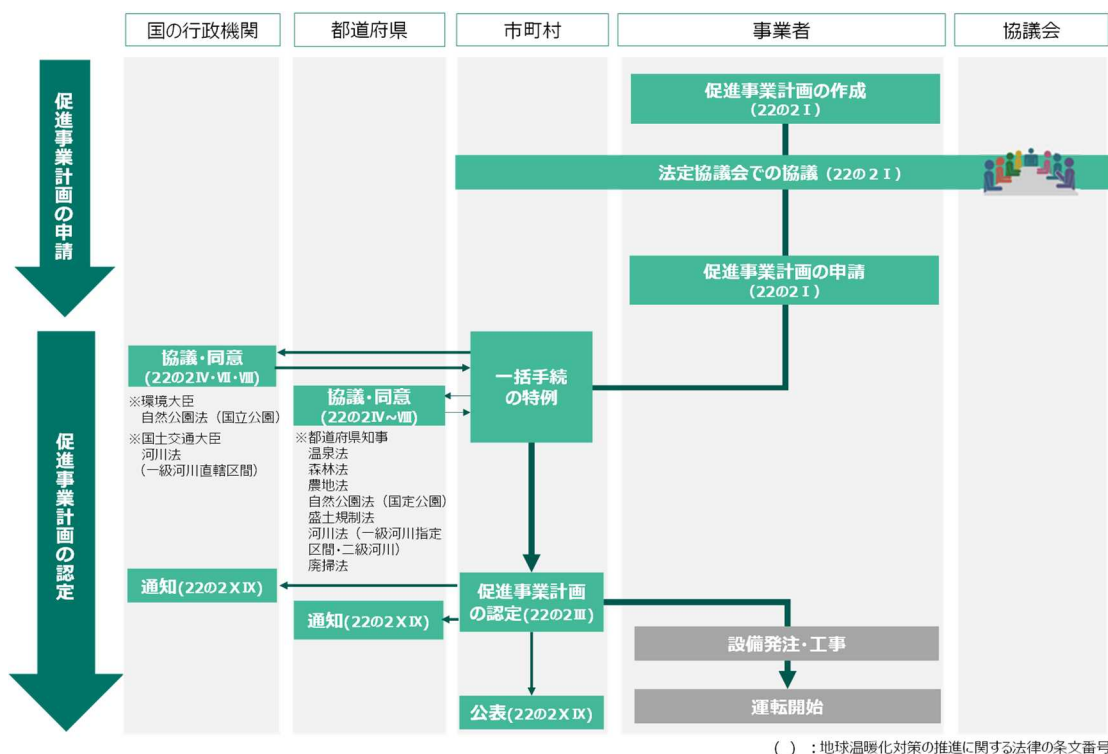 国の行政機関
都道府県
市町村
事業者
協議会
促進事業計画の申請
促進事業計画の作成
(22の2Ⅰ)
法定協議会での協議 (22の2Ⅰ)
促進事業計画の申請
(22の2Ⅰ)
促進事業計画の認定
協議・同意
(22の2Ⅳ・Ⅶ・Ⅷ)
※環境大臣
自然公園法（国立公園）
※国土交通大臣
河川法
（一級河川直轄区間）
協議・同意
(22の2Ⅳ~Ⅷ)
※都道府県知事
温泉法
森林法
農地法
自然公園法（国定公園）
盛土規制法
河川法（一級河川指定
区間・二級河川）
廃掃法
一括手続
の特例
通知(22の2ⅩⅨ)
通知(22の2ⅩⅨ)
促進事業計画
の認定(22の2Ⅲ)
公表(22の2ⅩⅨ)
設備発注・工事
運転開始
( ) ：地球温暖化対策の推進に関する法律の条文番号